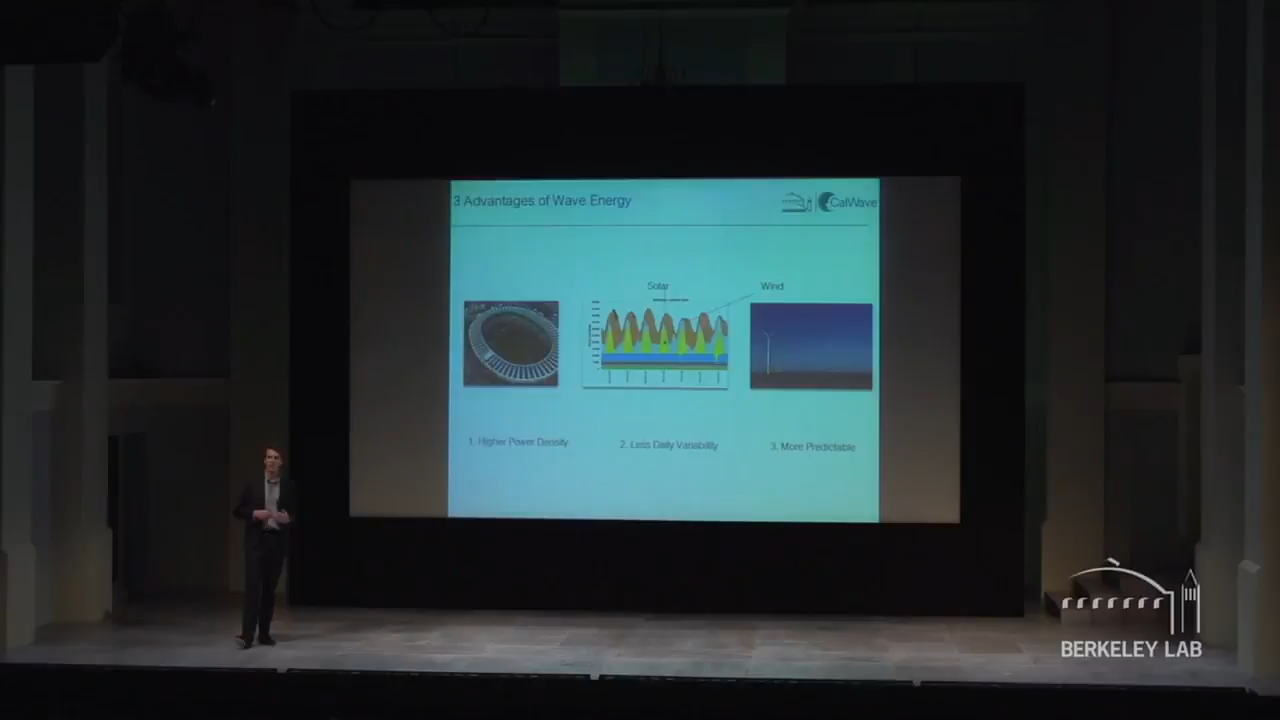 3 Advantages of Wave Energy
CalWave
Solar
Wind
1. Higher Power Density
2. Less Daily Variability
3. More Predictable
BERKELEY LAB